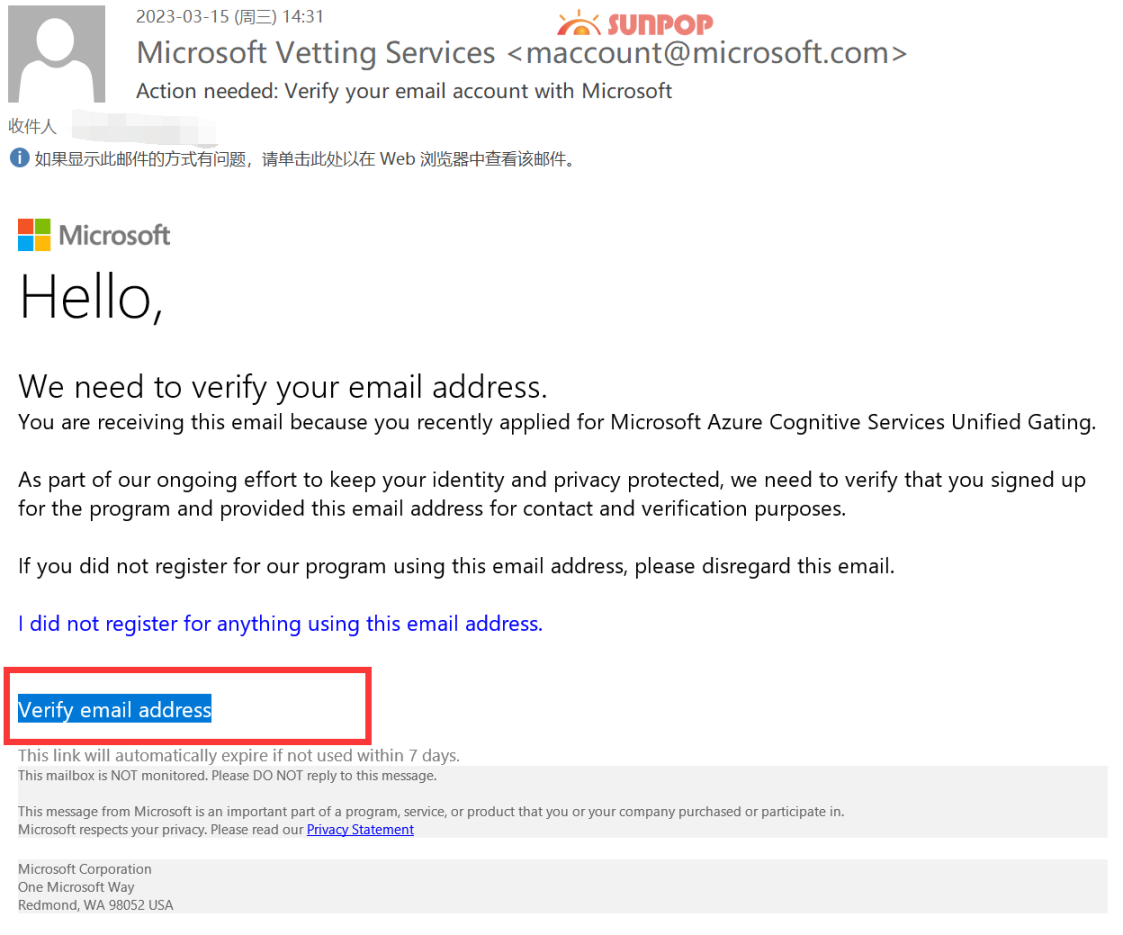 2023-03-15 (周三) 14:31
SUNPOP
Microsoft Vetting Services <maccount@microsoft.com>
Action needed: Verify your email account with Microsoft
收件人
如果显示此邮件的方式有问题，请单击此处以在 Web 浏览器中查看该邮件。
Microsoft
Hello,
We need to verify your email address.
You are receiving this email because you recently applied for Microsoft Azure Cognitive Services Unified Gating.
As part of our ongoing effort to keep your identity and privacy protected, we need to verify that you signed up
for the program and provided this email address for contact and verification purposes.
If you did not register for our program using this email address, please disregard this email.
I did not register for anything using this email address.
Verify email address
This link will automatically expire if not used within 7 days.
This mailbox is NOT monitored. Please DO NOT reply to this message.
This message from Microsoft is an important part of a program, service, or product that you or your company purchased or participate in.
Microsoft respects your privacy. Please read our Privacy Statement
Microsoft Corporation
One Microsoft Way
Redmond, WA 98052 USA